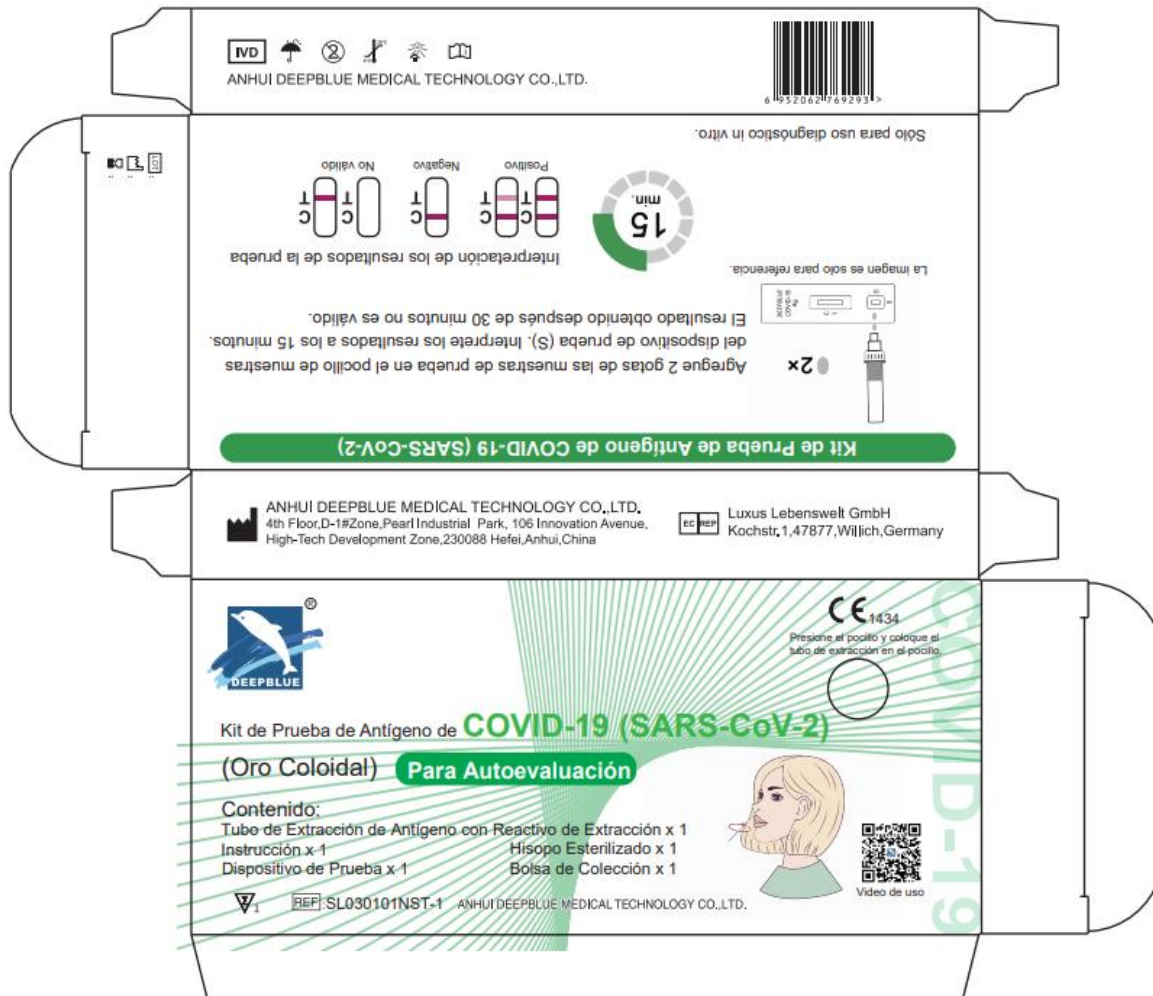 IVD
ANHUI DEEPBLUE MEDICAL TECHNOLOGY CO.,LTD.
6 952062 769293 >
LOT
Kit de Prueba de Antígeno de COVID-19 (SARS-CoV-2)
2×
Agregue 2 gotas de las muestras de prueba en el pocillo de muestras
del dispositivo de prueba (S). Interprete los resultados a los 15 minutos.
El resultado obtenido después de 30 minutos no es válido.
DEEPBLUE
COVID-19
Ag
C T
S
La imagen es solo para referencia.
Interpretación de los resultados de la prueba
15
min.
C
T
C
T
C
T
C
T
C
T
Positivo
Negativo
No válido
Sólo para uso diagnóstico in vitro.
ANHUI DEEPBLUE MEDICAL TECHNOLOGY CO.,LTD.
4th Floor,D-1#Zone,Pearl Industrial Park, 106 Innovation Avenue,
High-Tech Development Zone,230088 Hefei,Anhui,China
EC REP
Luxus Lebenswelt GmbH
Kochstr.1,47877,Willich,Germany
®
DEEPBLUE
CE 1434
Presione el pocillo y coloque el
tubo de extracción en el pocillo.
COVID-19
Kit de Prueba de Antígeno de COVID-19 (SARS-CoV-2)
(Oro Coloidal) Para Autoevaluación
Contenido:
Tubo de Extracción de Antígeno con Reactivo de Extracción x 1
Instrucción x 1 Hisopo Esterilizado x 1
Dispositivo de Prueba x 1 Bolsa de Colección x 1
Video de uso
1 REF:SL030101NST-1 ANHUI DEEPBLUE MEDICAL TECHNOLOGY CO.,LTD.